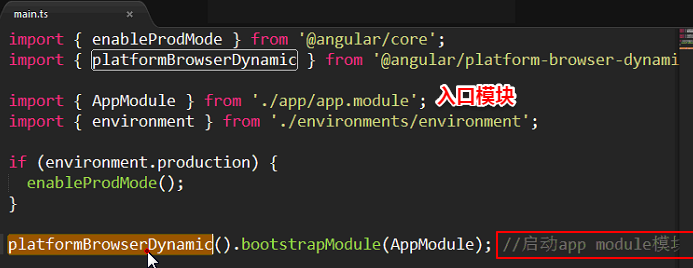 main.ts ×
import { enableProdMode } from '@angular/core';
import { platformBrowserDynamic } from '@angular/platform-browser-dynami
import { AppModule } from './app/app.module'; 入口模块
import { environment } from './environments/environment';
if (environment.production) {
enableProdMode();
}
platformBrowserDynamic().bootstrapModule(AppModule); //启动app module模块